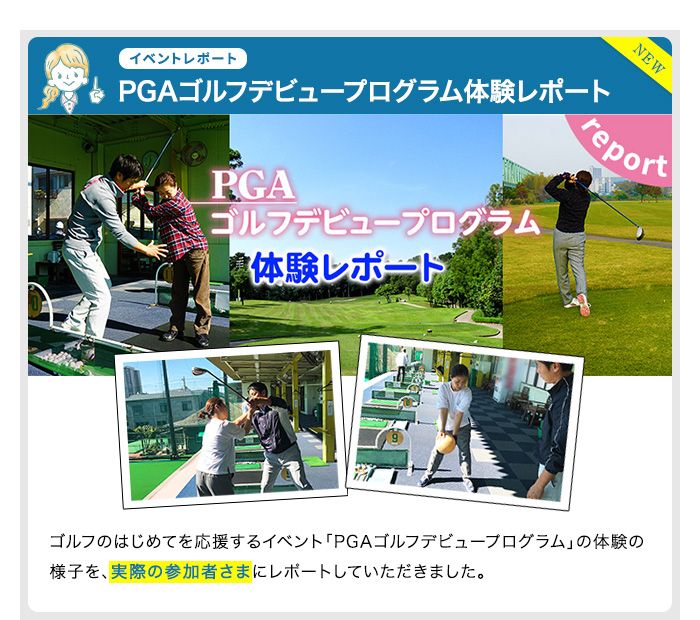 イベントレポート
PGAゴルフデビュープログラム体験レポート
NEW
report
PGA
ゴルフデビュープログラム
体験レポート
9
ゴルフのはじめてを応援するイベント「PGAゴルフデビュープログラム」の体験の
様子を、実際の参加者さまにレポートしていただきました。